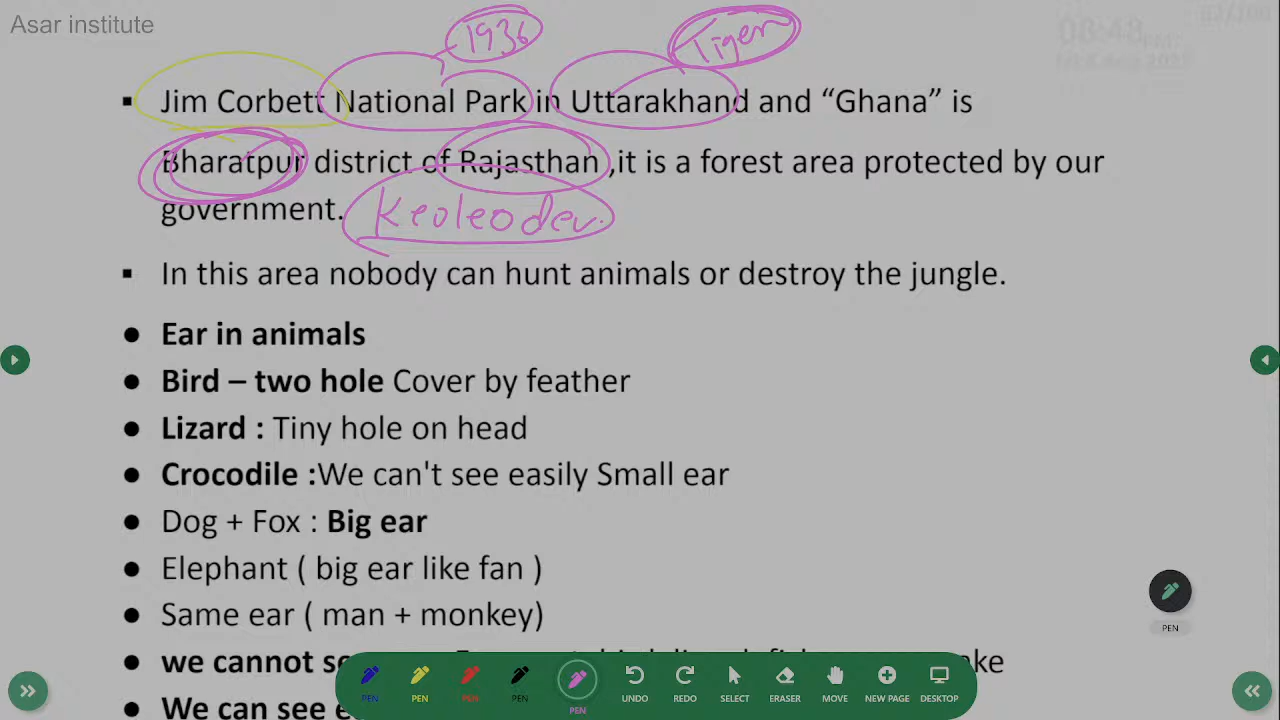 Asar institute
1936
Tiger
▪ Jim Corbett National Park in Uttarakhand and “Ghana” is
Bharatpur district of Rajasthan ,it is a forest area protected by our
government.
Keoleodev.
▪ In this area nobody can hunt animals or destroy the jungle.
● Ear in animals
● Bird – two hole Cover by feather
● Lizard : Tiny hole on head
● Crocodile :We can't see easily Small ear
● Dog + Fox : Big ear
● Elephant ( big ear like fan )
● Same ear ( man + monkey)
● we cannot
● We can see
PEN
PEN PEN PEN PEN PEN UNDO REDO SELECT ERASER MOVE NEW PAGE DESKTOP